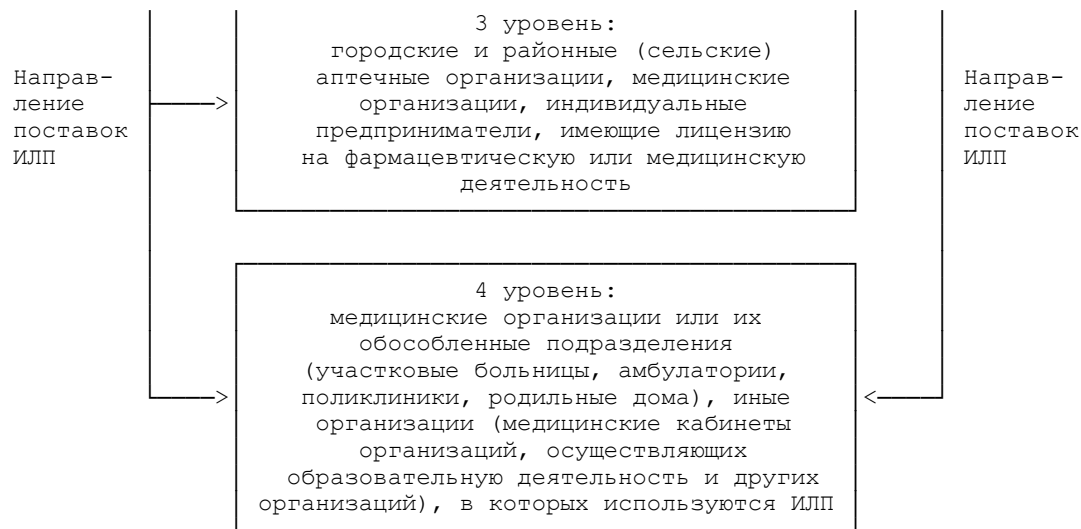 3 уровень:
городские и районные (сельские)
аптечные организации, медицинские
организации, индивидуальные
предприниматели, имеющие лицензию
на фармацевтическую или медицинскую
деятельность
Направ-
ление
поставок
ИЛП
Направ-
ление
поставок
ИЛП
4 уровень:
медицинские организации или их
обособленные подразделения
(участковые больницы, амбулатории,
поликлиники, родильные дома), иные
организации (медицинские кабинеты
организаций, осуществляющих
образовательную деятельность и других
организаций), в которых используются ИЛП